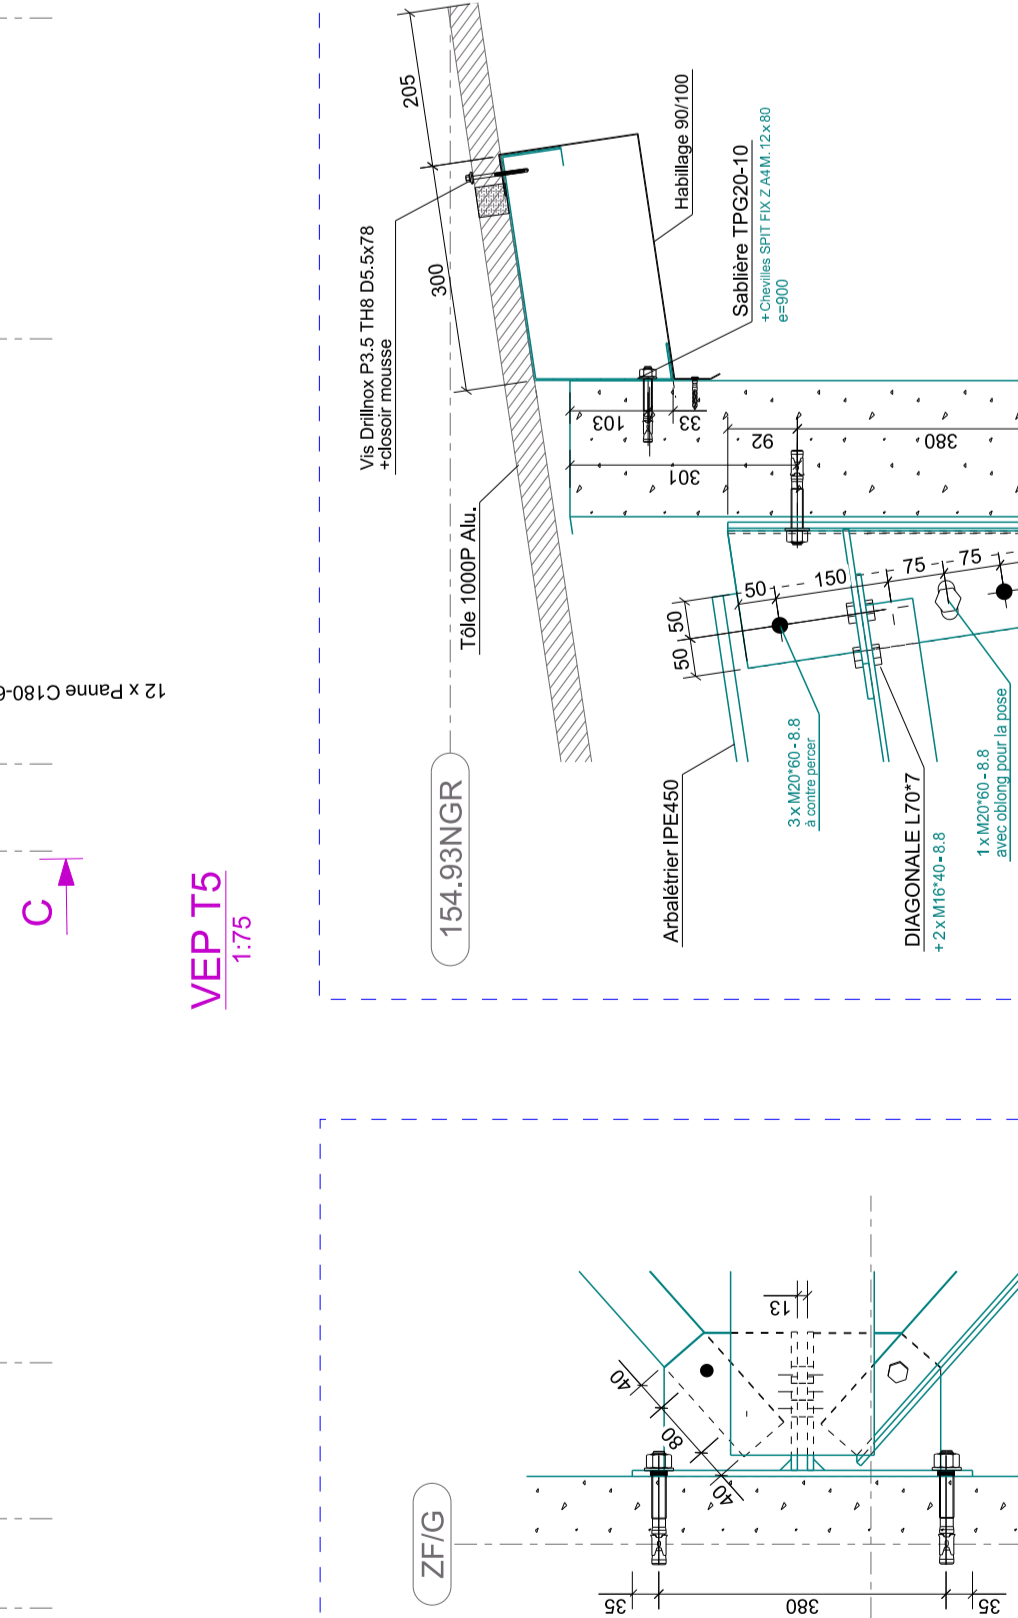 205
300
Vis Drillnox P3.5 TH8 D5.5x78
+closoir mousse
Habillage 90/100
Sablière TPG20-10
+ Chevilles SPIT FIX Z A4M.12x80
e=900
Tôle 1000P Alu.
103
33
301
92
380
50
150
75
75
50
50
154.93NGR
Arbalétrier IPE450
3 x M20*60-8.8
à contre percer
DIAGONALE L70*7
+ 2 x M16*40-8.8
1 x M20*60-8.8
avec oblong pour la pose
12 x Panne C180-
C
VEP T5
1:75
13
40
80
40
ZF/G
35
380
35